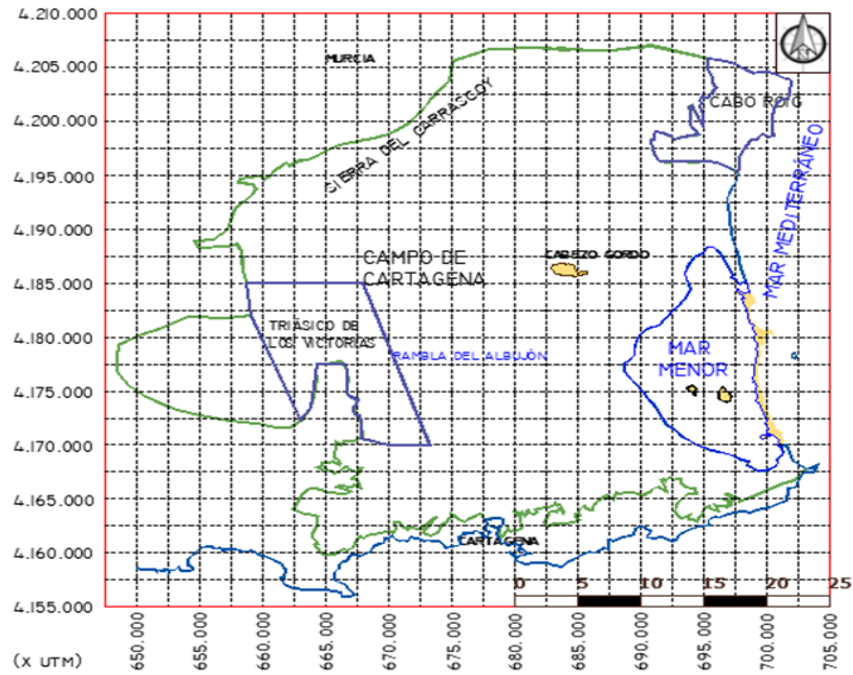 4.210.000
MURCIA
4.205.000
CABO ROIG
4.200.000
CIERRA DEL CARRASCOY
MAR MEDITERRÁNEO
4.195.000
4.190.000
CAMPO DE
CARTAGENA
CABEZO GORDO
4.185.000
TRIÁSICO DE
LOS VICTORIAS
4.180.000
RAMBLA DEL ALBUJÓN
MAR
MENOR
4.175.000
4.170.000
4.165.000
4.160.000
CARTAGENA
0 5 10 15 20 25
4.155.000
(X UTM)
650.000 655.000 660.000 665.000 670.000 675.000 680.000 685.000 690.000 695.000 700.000 705.000